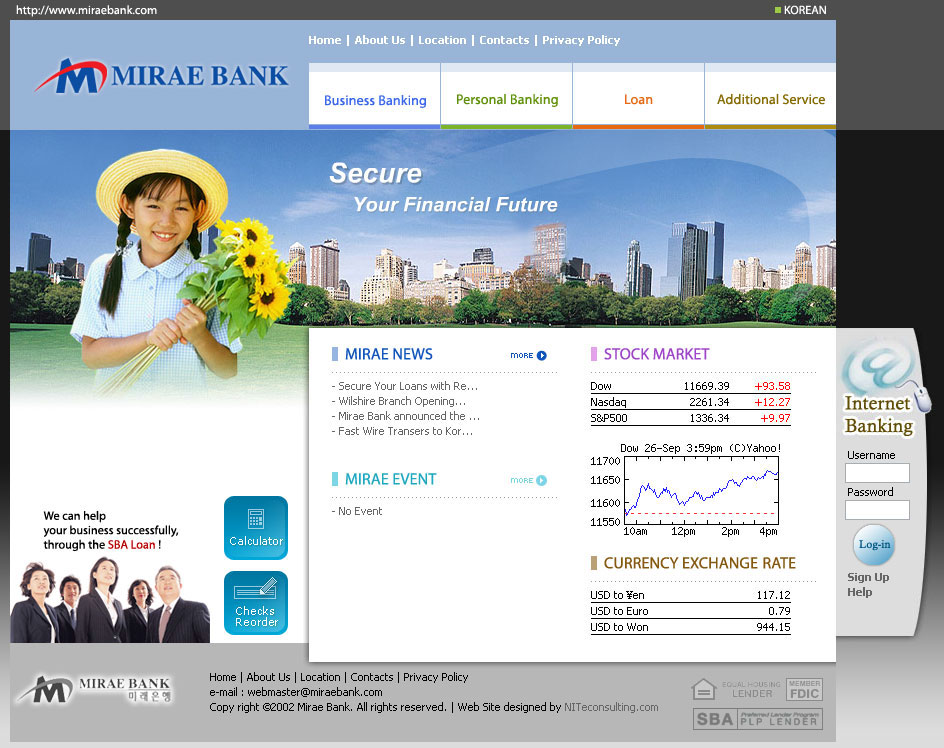 http://www.miraebank.com
KOREAN
Home | About Us | Location | Contacts | Privacy Policy
MIRAE BANK
Business Banking
Personal Banking
Loan
Additional Service
Secure
Your Financial Future
MIRAE NEWS
MORE
- Secure Your Loans with Re...
- Wilshire Branch Opening...
- Mirae Bank announced the ...
- Fast Wire Transers to Kor...
MIRAE EVENT
MORE
- No Event
STOCK MARKET
Dow 11669.39 +93.58
Nasdaq 2261.34 +12.27
S&P500 1336.34 +9.97
Dow 26-Sep 3:59pm (C)Yahoo!
11700
11650
11600
11550
10am 12pm 2pm 4pm
CURRENCY EXCHANGE RATE
USD to ¥en 117.12
USD to Euro 0.79
USD to Won 944.15
Internet
Banking
Username
Password
Log-in
Sign Up
Help
We can help
your business successfully,
through the SBA Loan !
Calculator
Checks
Reorder
MIRAE BANK
미래은행
Home | About Us | Location | Contacts | Privacy Policy
e-mail : webmaster@miraebank.com
Copy right ©2002 Mirae Bank. All rights reserved. | Web Site designed by NITeconsulting.com
EQUAL HOUSING
LENDER
MEMBER
FDIC
SBA
Preferred Lender Program
PLP LENDER